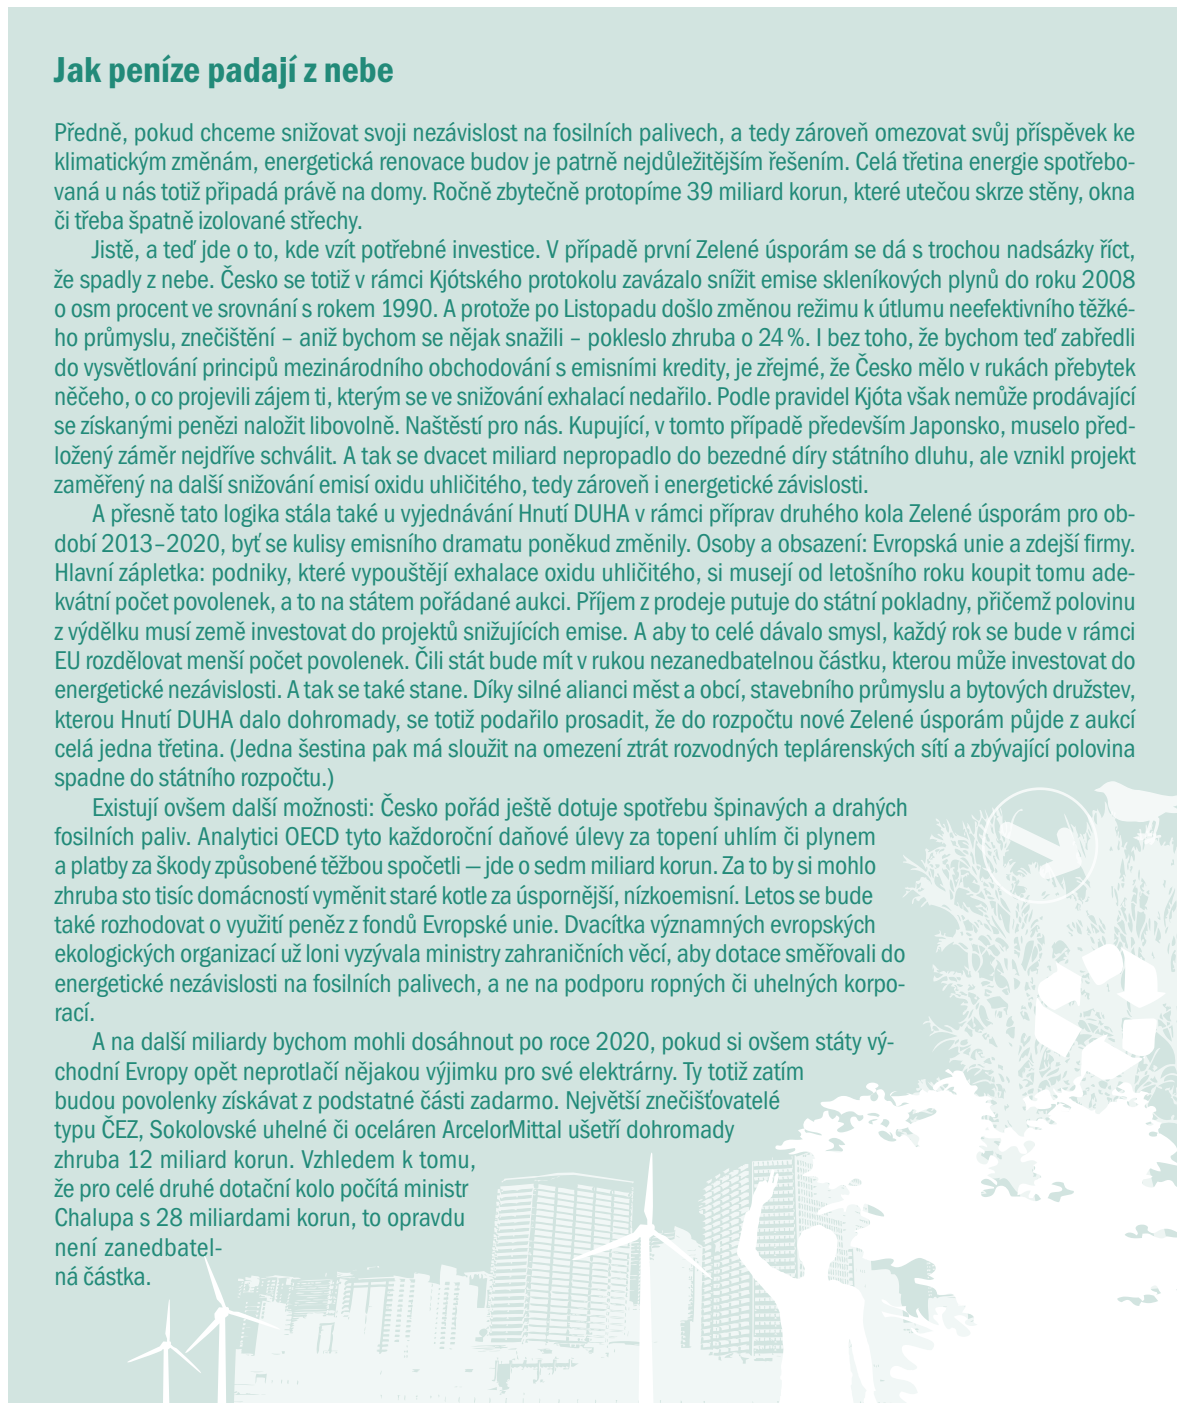 Jak peníze padají z nebe
Předně, pokud chceme snižovat svoji nezávislost na fosilních palivech, a tedy zároveň omezovat svůj příspěvek ke
klimatickým změnám, energetická renovace budov je patrně nejdůležitějším řešením. Celá třetina energie spotřebo-
vaná u nás totiž připadá právě na domy. Ročně zbytečně protopíme 39 miliard korun, které utečou skrze stěny, okna
či třeba špatně izolované střechy.
Jistě, a teď jde o to, kde vzít potřebné investice. V případě první Zelené úsporám se dá s trochou nadsázky říct,
že spadly z nebe. Česko se totiž v rámci Kjótského protokolu zavázalo snížit emise skleníkových plynů do roku 2008
o osm procent ve srovnání s rokem 1990. A protože po Listopadu došlo změnou režimu k útlumu neefektivního těžké-
ho průmyslu, znečištění – aniž bychom se nějak snažili – pokleslo zhruba o 24 %. I bez toho, že bychom teď zabředli
do vysvětlování principů mezinárodního obchodování s emisními kredity, je zřejmé, že Česko mělo v rukách přebytek
něčeho, o co projevili zájem ti, kterým se ve snižování exhalací nedařilo. Podle pravidel Kjóta však nemůže prodávající
se získanými penězi naložit libovolně. Naštěstí pro nás. Kupující, v tomto případě především Japonsko, muselo před-
ložený záměr nejdříve schválit. A tak se dvacet miliard nepropadlo do bezedné díry státního dluhu, ale vznikl projekt
zaměřený na další snižování emisí oxidu uhličitého, tedy zároveň i energetické závislosti.
A přesně tato logika stála také u vyjednávání Hnutí DUHA v rámci příprav druhého kola Zelené úsporám pro ob-
dobí 2013–2020, byť se kulisy emisního dramatu poněkud změnily. Osoby a obsazení: Evropská unie a zdejší firmy.
Hlavní zápletka: podniky, které vypouštějí exhalace oxidu uhličitého, si musejí od letošního roku koupit tomu ade-
kvátní počet povolenek, a to na státem pořádané aukci. Příjem z prodeje putuje do státní pokladny, přičemž polovinu
z výdělku musí země investovat do projektů snižujících emise. A aby to celé dávalo smysl, každý rok se bude v rámci
EU rozdělovat menší počet povolenek. Čili stát bude mít v rukou nezanedbatelnou částku, kterou může investovat do
energetické nezávislosti. A tak se také stane. Díky silné alianci měst a obcí, stavebního průmyslu a bytových družstev,
kterou Hnutí DUHA dalo dohromady, se totiž podařilo prosadit, že do rozpočtu nové Zelené úsporám půjde z aukcí
celá jedna třetina. (Jedna šestina pak má sloužit na omezení ztrát rozvodných teplárenských sítí a zbývající polovina
spadne do státního rozpočtu.)
Existují ovšem další možnosti: Česko pořád ještě dotuje spotřebu špinavých a drahých
fosilních paliv. Analytici OECD tyto každoroční daňové úlevy za topení uhlím či plynem
a platby za škody způsobené těžbou spočetli — jde o sedm miliard korun. Za to by si mohlo
zhruba sto tisíc domácností vyměnit staré kotle za úspornější, nízkoemisní. Letos se bude
také rozhodovat o využití peněz z fondů Evropské unie. Dvacítka významných evropských
ekologických organizací už loni vyzývala ministry zahraničních věcí, aby dotace směřovali do
energetické nezávislosti na fosilních palivech, a ne na podporu ropných či uhelných korpo-
rací.
A na další miliardy bychom mohli dosáhnout po roce 2020, pokud si ovšem státy vý-
chodní Evropy opět neprotlačí nějakou výjimku pro své elektrárny. Ty totiž zatím
budou povolenky získávat z podstatné části zadarmo. Největší znečišťovatelé
typu ČEZ, Sokolovské uhelné či oceláren ArcelorMittal ušetří dohromady
zhruba 12 miliard korun. Vzhledem k tomu,
že pro celé druhé dotační kolo počítá ministr
Chalupa s 28 miliardami korun, to opravdu
není zanedbatel-
ná částka.